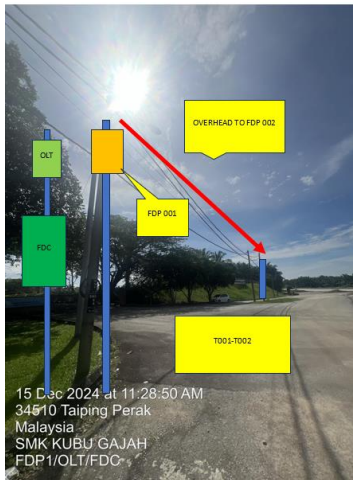 OVERHEAD TO FDP 002
OLT
FDP 001
FDC
T001-T002
15 Dec 2024 at 11:28:50 AM
34510 Taiping Perak
Malaysia
SMK KUBU GAJAH
FDP1/OLT/FDC